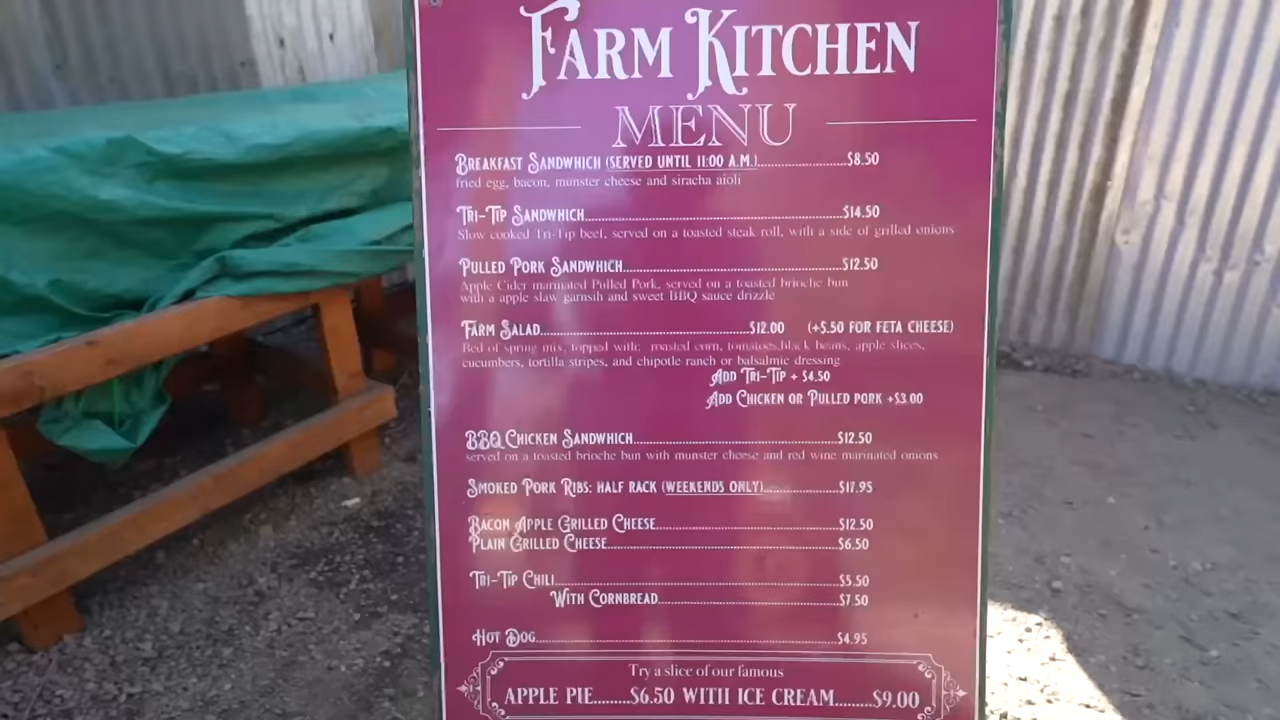 FARM KITCHEN
MENU
BREAKFAST SANDWHICH (SERVED UNTIL 11:00 A.M.)..............................$8.50
fried egg, bacon, munster cheese and siracha aioli
TRI-TIP SANDWHICH..............................$14.50
Slow cooked Tri-Tip beef, served on a toasted steak roll, with a side of grilled onions
PULLED PORK SANDWHICH..............................$12.50
Apple Cider marinated Pulled Pork, served on a toasted brioche bun
with a apple slaw garnsih and sweet BBQ sauce drizzle
FARM SALAD..............................$12.00 (+$.50 FOR FETA CHEESE)
Bed of spring mix, topped with: roasted corn, tomatoes,black beans, apple slices,
cucumbers, tortilla stripes, and chipotle ranch or balsalmic dressing
ADD TRI-TIP + $4.50
ADD CHICKEN OR PULLED PORK +$3.00
BBQ CHICKEN SANDWHICH..............................$12.50
served on a toasted brioche bun with munster cheese and red wine marinated onions
SMOKED PORK RIBS: HALF RACK (WEEKENDS ONLY)..............................$17.95
BACON APPLE GRILLED CHEESE..............................$12.50
PLAIN GRILLED CHEESE..............................$6.50
TRI-TIP CHILI..............................$5.50
WITH CORNBREAD..............................$7.50
HOT DOG..............................$4.95
Try a slice of our famous
APPLE PIE.........$6.50 WITH ICE CREAM.........$9.00